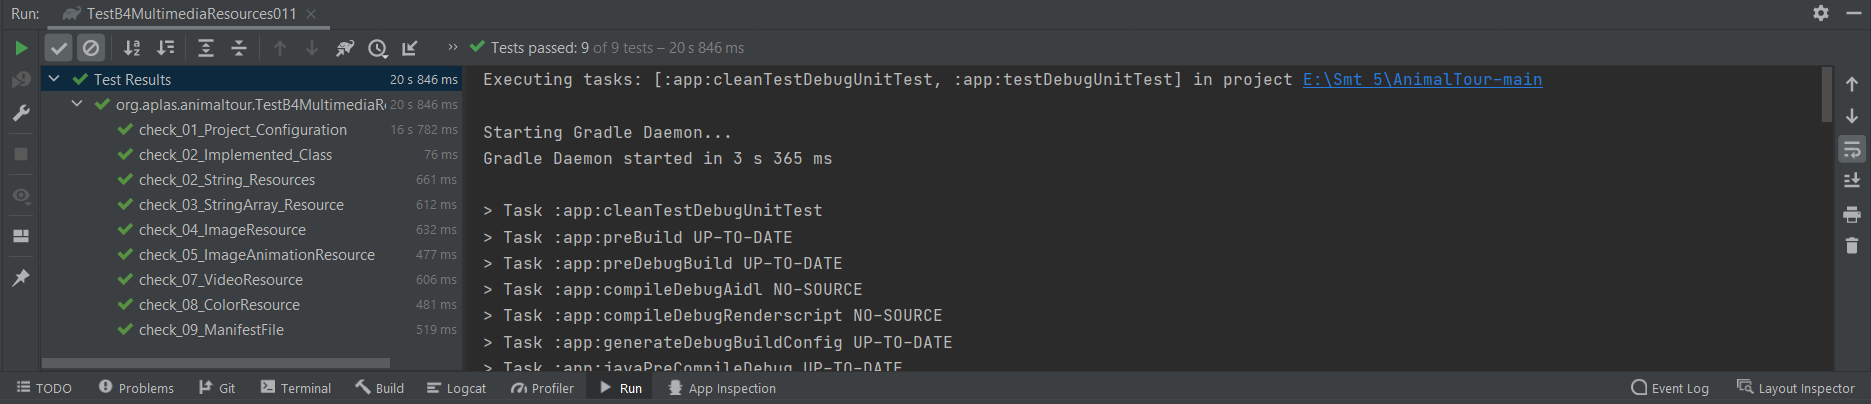 Run: TestB4MultimediaResources011
Tests passed: 9 of 9 tests – 20 s 846 ms
Test Results 20 s 846 ms
org.aplas.animaltour.TestB4MultimediaRe 20 s 846 ms
check_01_Project_Configuration 16 s 782 ms
check_02_Implemented_Class 76 ms
check_02_String_Resources 661 ms
check_03_StringArray_Resource 612 ms
check_04_ImageResource 632 ms
check_05_ImageAnimationResource 477 ms
check_07_VideoResource 606 ms
check_08_ColorResource 481 ms
check_09_ManifestFile 519 ms
Executing tasks: [:app:cleanTestDebugUnitTest, :app:testDebugUnitTest] in project E:\Smt 5\AnimalTour-main
Starting Gradle Daemon...
Gradle Daemon started in 3 s 365 ms
> Task :app:cleanTestDebugUnitTest
> Task :app:preBuild UP-TO-DATE
> Task :app:preDebugBuild UP-TO-DATE
> Task :app:compileDebugAidl NO-SOURCE
> Task :app:compileDebugRenderscript NO-SOURCE
> Task :app:generateDebugBuildConfig UP-TO-DATE
> Task :app:javaPreCompileDebug UP-TO-DATE
TODO Problems Git Terminal Build Logcat Profiler Run App Inspection Event Log Layout Inspector